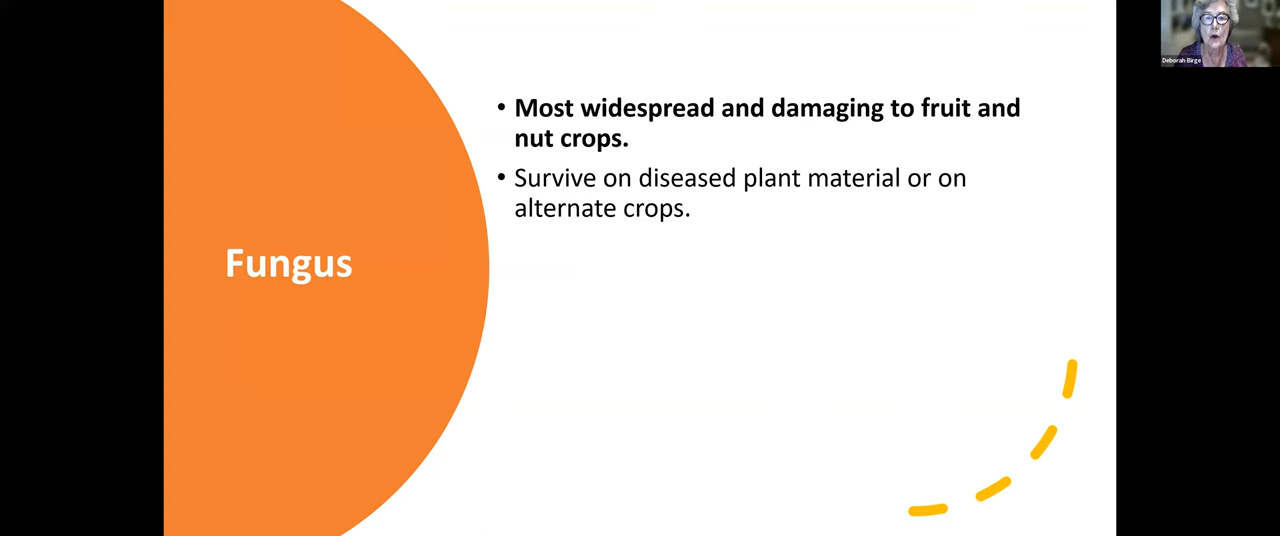 Deborah Birge
• Most widespread and damaging to fruit and
nut crops.
• Survive on diseased plant material or on
alternate crops.
Fungus